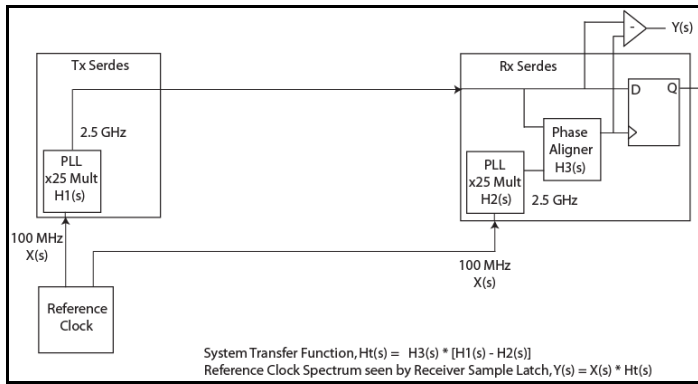 Y(s)
-
Tx Serdes
Rx Serdes
D
Q
2.5 GHz
Phase
Aligner
H3(s)
PLL
x25 Mult
H1(s)
PLL
x25 Mult
H2(s)
2.5 GHz
100 MHz
X(s)
100 MHz
X(s)
Reference
Clock
System Transfer Function, Ht(s) = H3(s) * [H1(s) - H2(s)]
Reference Clock Spectrum seen by Receiver Sample Latch, Y(s) = X(s) * Ht(s)